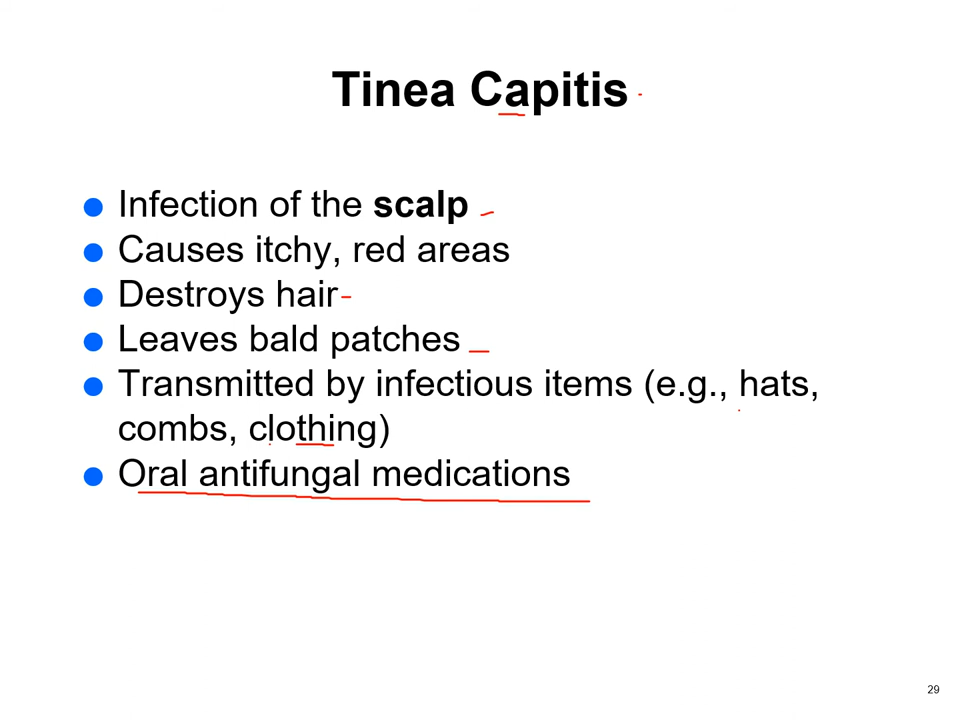 Tinea Capitis
Infection of the scalp
Causes itchy, red areas
Destroys hair
Leaves bald patches
Transmitted by infectious items (e.g., hats,
combs, clothing)
Oral antifungal medications
29